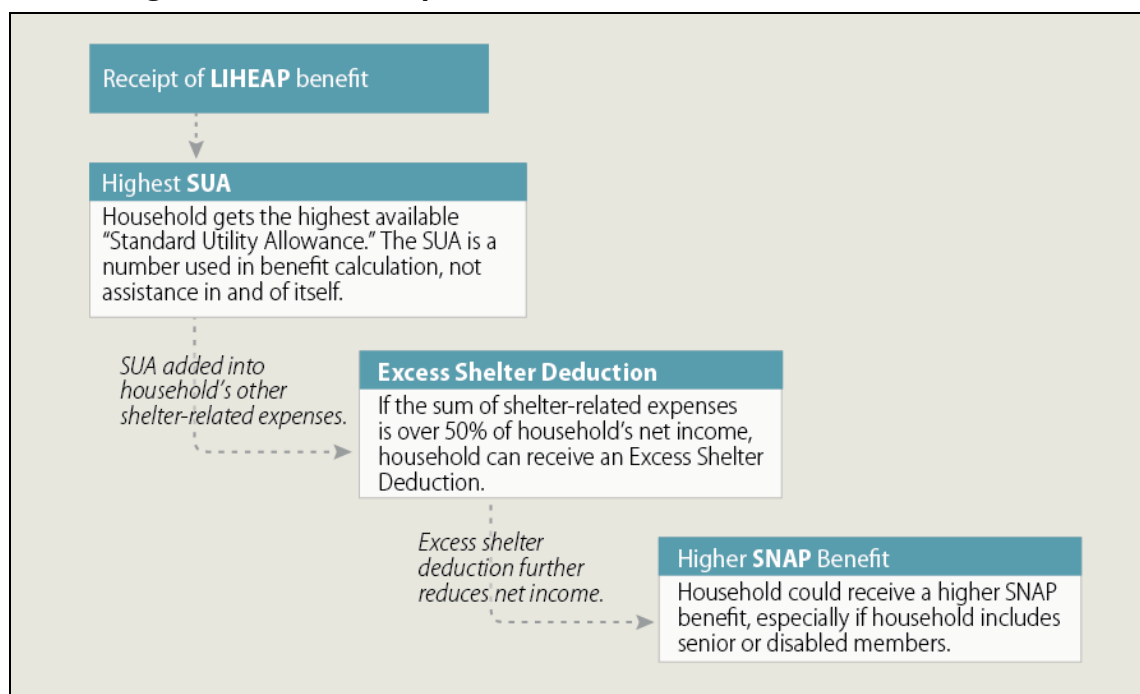 Receipt of LIHEAP benefit
Highest SUA
Household gets the highest available
“Standard Utility Allowance.” The SUA is a
number used in benefit calculation, not
assistance in and of itself.
SUA added into
household’s other
shelter-related expenses.
Excess Shelter Deduction
If the sum of shelter-related expenses
is over 50% of household’s net income,
household can receive an Excess Shelter
Deduction.
Excess shelter
deduction further
reduces net income.
Higher SNAP Benefit
Household could receive a higher SNAP
benefit, especially if household includes
senior or disabled members.